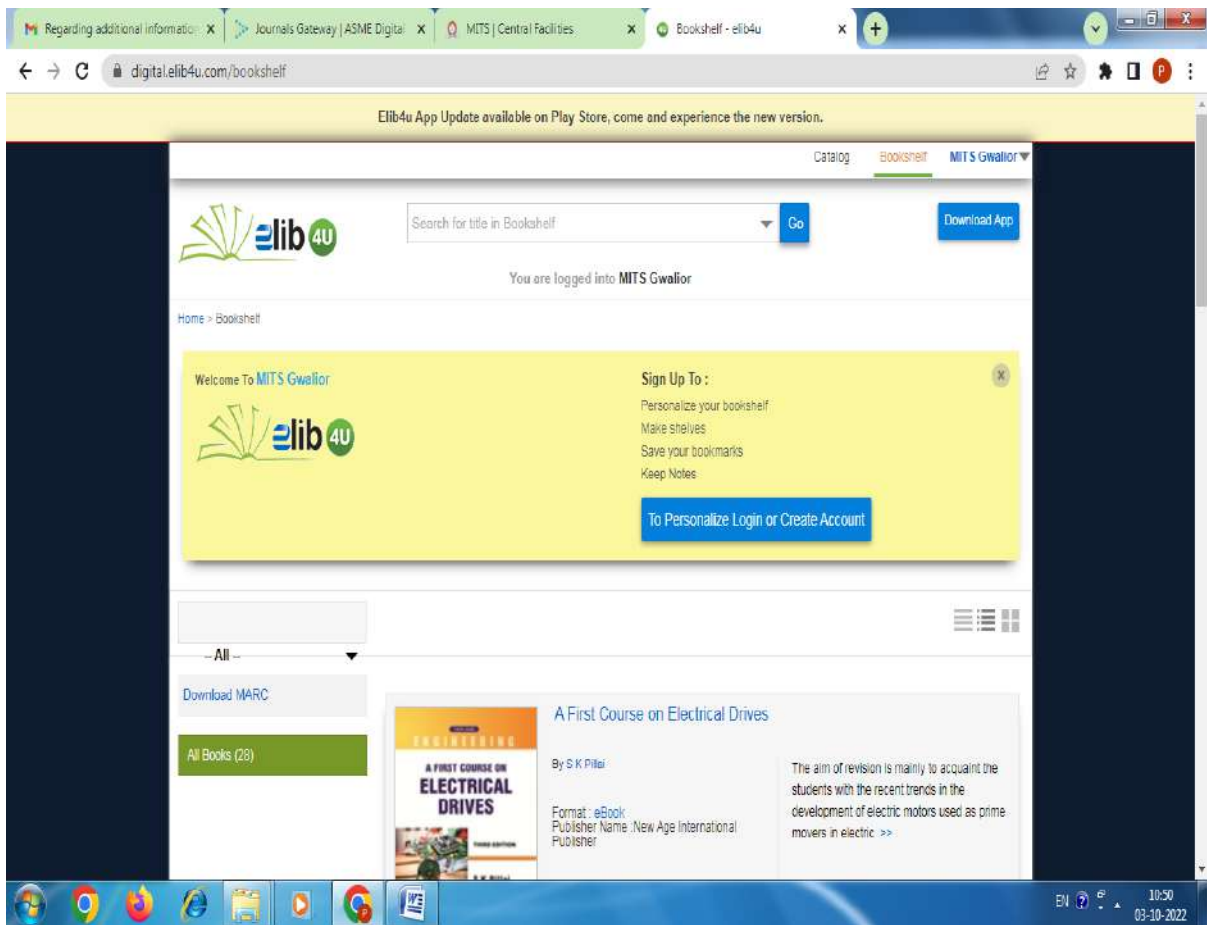 Regarding additional informatio
Journals Gateway | ASME Digital
MITS | Central Facilities
Bookshelf - elib4u
digital.elib4u.com/bookshelf
P
Elib4u App Update available on Play Store, come and experience the new version.
Catalog Bookshelf MITS Gwalior
elib 4U
Search for title in Bookshelf
Go
Download App
You are logged into MITS Gwalior
Home > Bookshelf
Welcome To MITS Gwalior
elib 4U
Sign Up To :
Personalize your bookshelf
Make shelves
Save your bookmarks
Keep Notes
To Personalize Login or Create Account
-- All --
Download MARC
All Books (28)
ENGINEERING
A FIRST COURSE ON
ELECTRICAL
DRIVES
THIRD EDITION
S K Pillai
A First Course on Electrical Drives
By S K Pillai
Format : eBook
Publisher Name :New Age International
Publisher
The aim of revision is mainly to acquaint the
students with the recent trends in the
development of electric motors used as prime
movers in electric >>
EN
10:50
03-10-2022